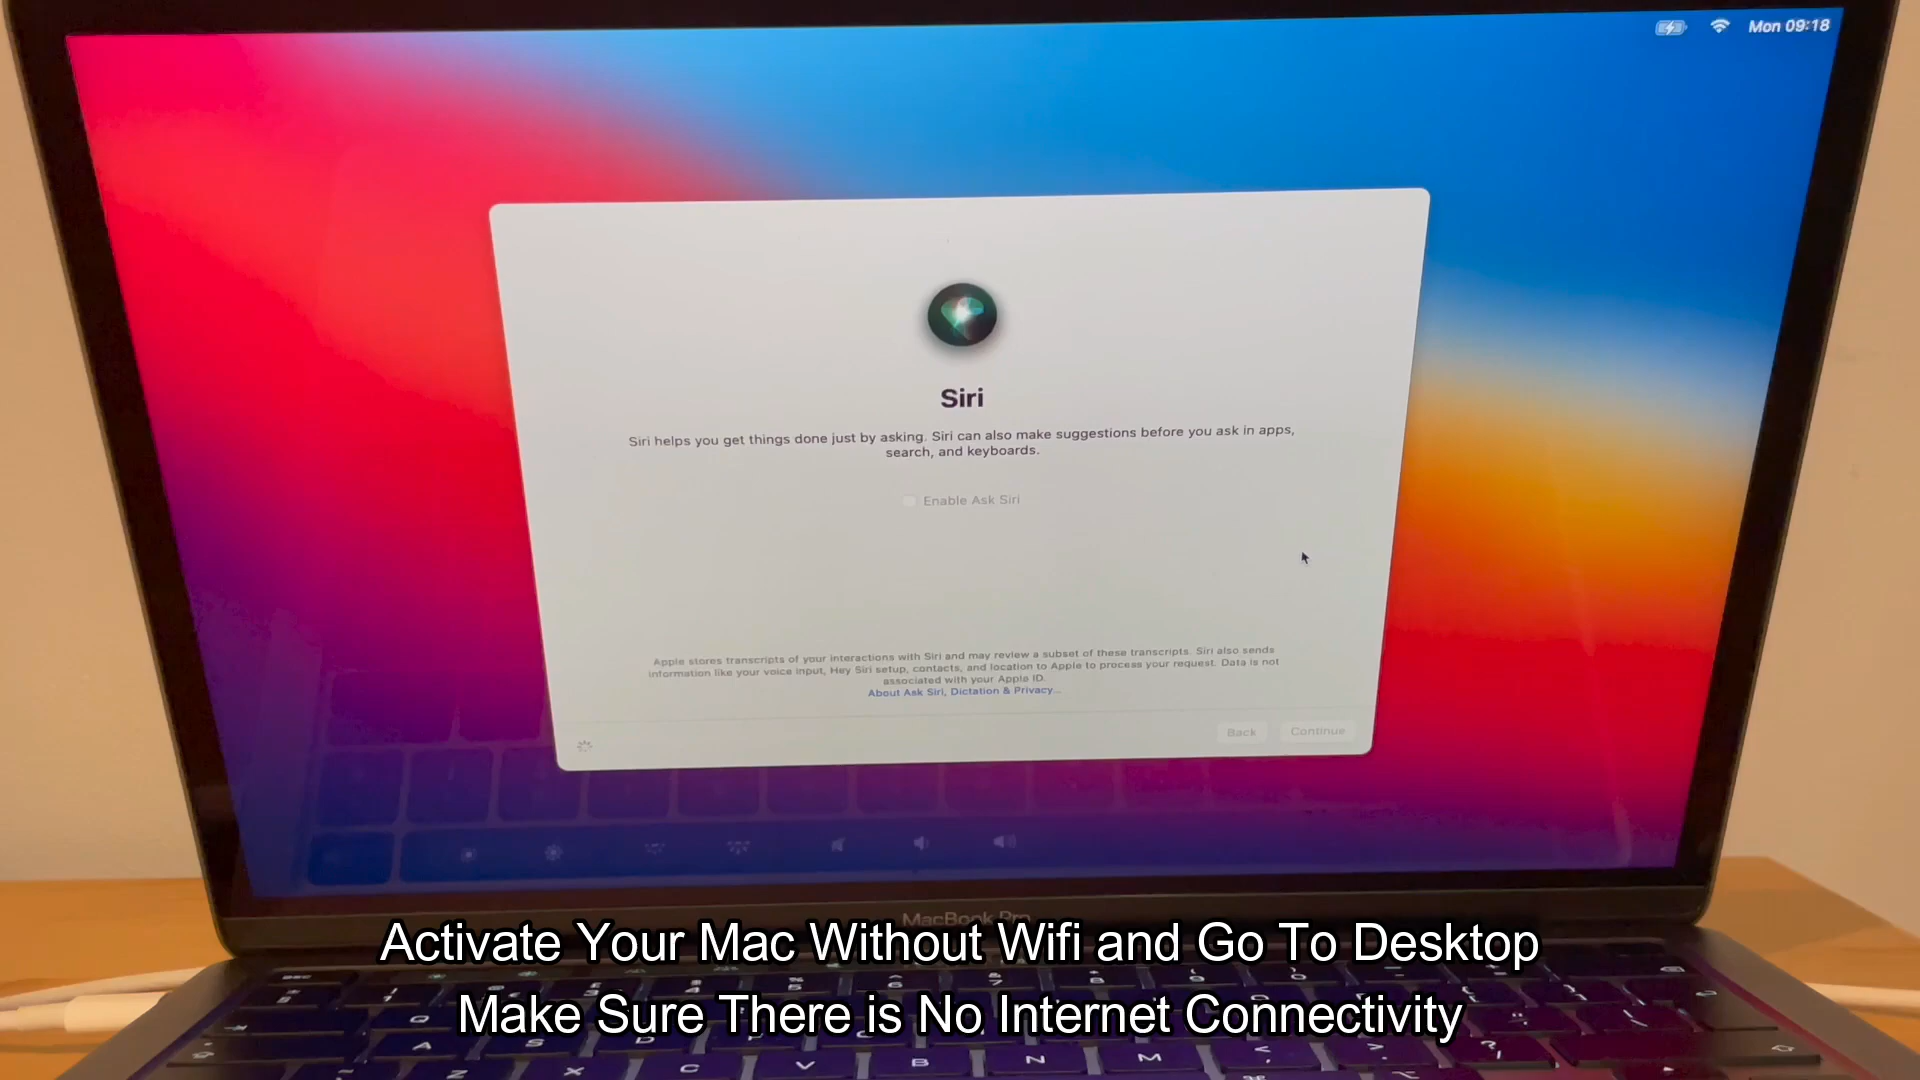 Mon 09:18
Siri
Siri helps you get things done just by asking. Siri can also make suggestions before you ask in apps,
search, and keyboards.
Enable Ask Siri
Apple stores transcripts of your interactions with Siri and may review a subset of these transcripts. Siri also sends
information like your voice input, Hey Siri setup, contacts, and location to Apple to process your request. Data is not
associated with your Apple ID.
About Ask Siri, Dictation & Privacy...
Back Continue
MacBook Pro
Activate Your Mac Without Wifi and Go To Desktop
Make Sure There is No Internet Connectivity